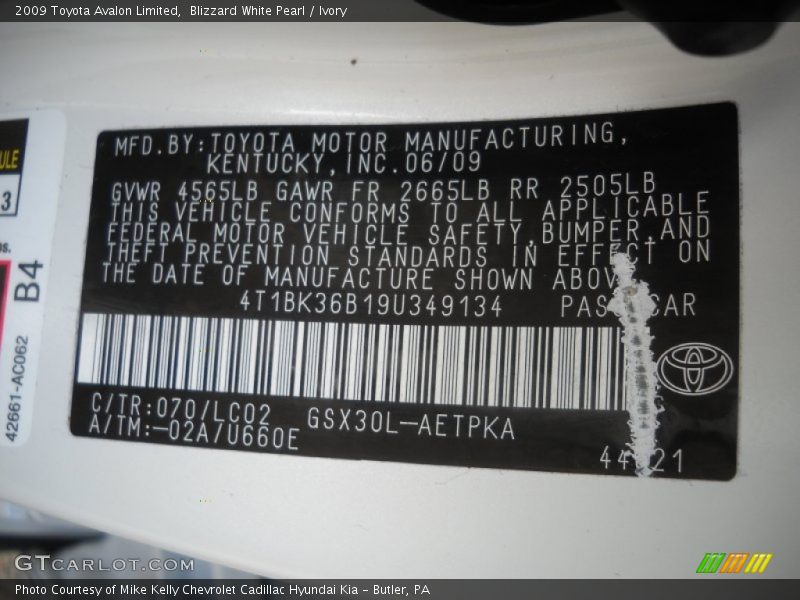 2009 Toyota Avalon Limited,  Blizzard White Pearl / Ivory
MFD.BY:TOYOTA MOTOR MANUFACTURING,
KENTUCKY,INC.06/09
GVWR 4565LB GAWR FR 2665LB RR 2505LB
THIS VEHICLE CONFORMS TO ALL APPLICABLE
FEDERAL MOTOR VEHICLE SAFETY,BUMPER,AND
THEFT PREVENTION STANDARDS IN EFFECT ON
THE DATE OF MANUFACTURE SHOWN ABOVE
4T1BK36B19U349134 CAR
C/TR:070/LC02 GSX30L-AETPKA
A/TM:-02A/U660E
B4
42661-AC062
3
GTCARLOT.COM
Photo Courtesy of Mike Kelly Chevrolet Cadillac Hyundai Kia – Butler, PA